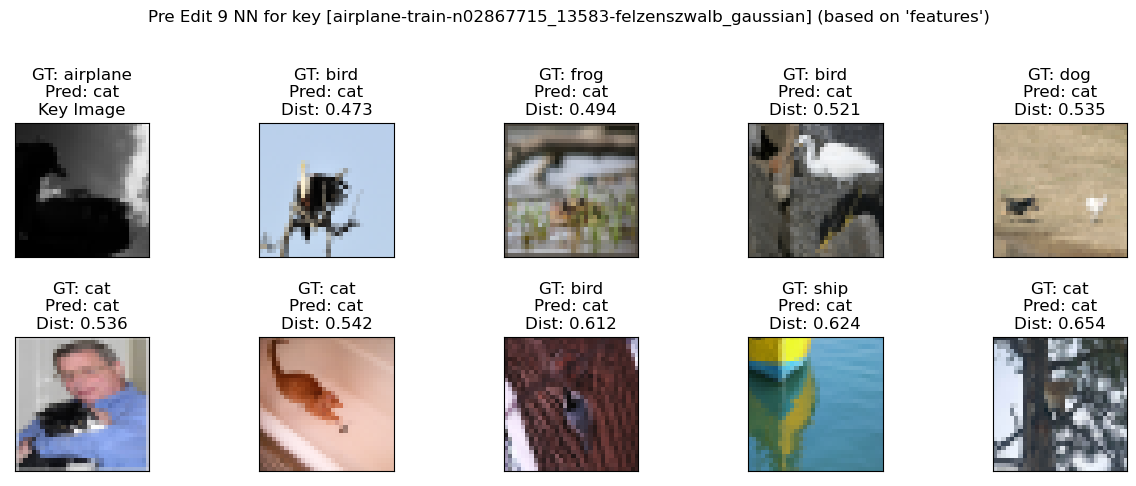 Pre Edit 9 NN for key [airplane-train-n02867715_13583-felzenszwalb_gaussian] (based on 'features')
GT: airplane
Pred: cat
Key Image
GT: bird
Pred: cat
Dist: 0.473
GT: frog
Pred: cat
Dist: 0.494
GT: bird
Pred: cat
Dist: 0.521
GT: dog
Pred: cat
Dist: 0.535
GT: cat
Pred: cat
Dist: 0.536
GT: cat
Pred: cat
Dist: 0.542
GT: bird
Pred: cat
Dist: 0.612
GT: ship
Pred: cat
Dist: 0.624
GT: cat
Pred: cat
Dist: 0.654